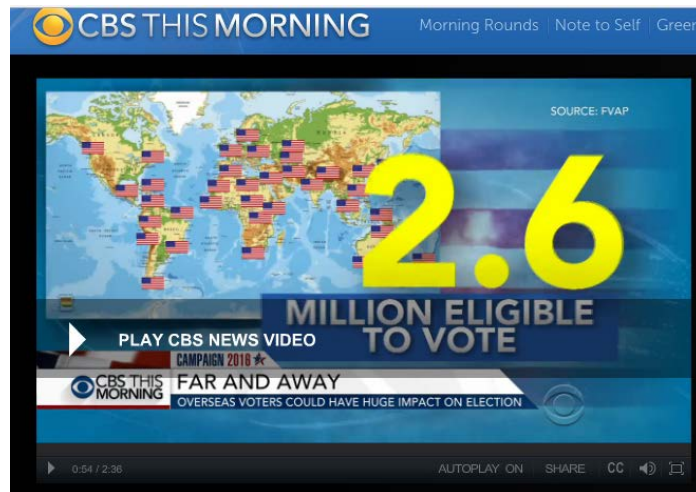 CBS THIS MORNING
Morning Rounds Note to Self Green
SOURCE: FVAP
2.6
MILLION ELIGIBLE
TO VOTE
PLAY CBS NEWS VIDEO
CAMPAIGN 2016
CBS THIS
MORNING
FAR AND AWAY
OVERSEAS VOTERS COULD HAVE HUGE IMPACT ON ELECTION
0:54 / 2:36
AUTOPLAY ON SHARE CC